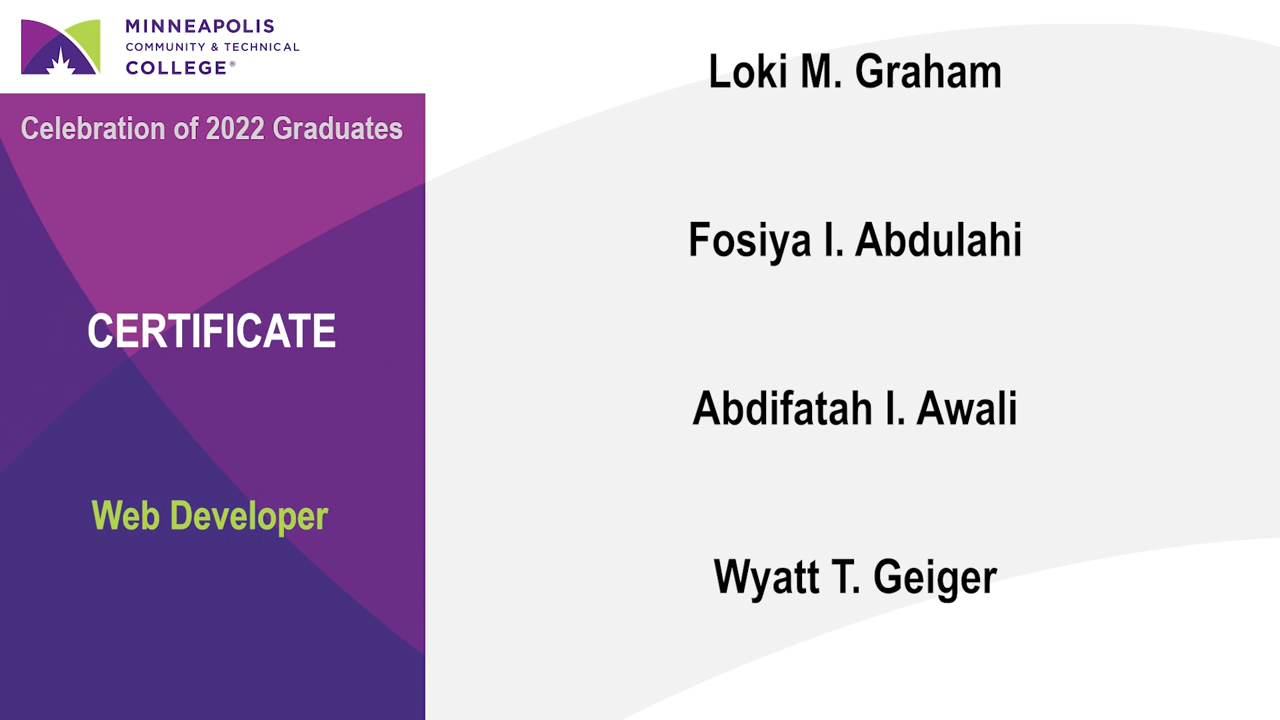 MINNEAPOLIS
COMMUNITY & TECHNICAL
COLLEGE®
Celebration of 2022 Graduates
CERTIFICATE
Web Developer
Loki M. Graham
Fosiya I. Abdulahi
Abdifatah I. Awali
Wyatt T. Geiger